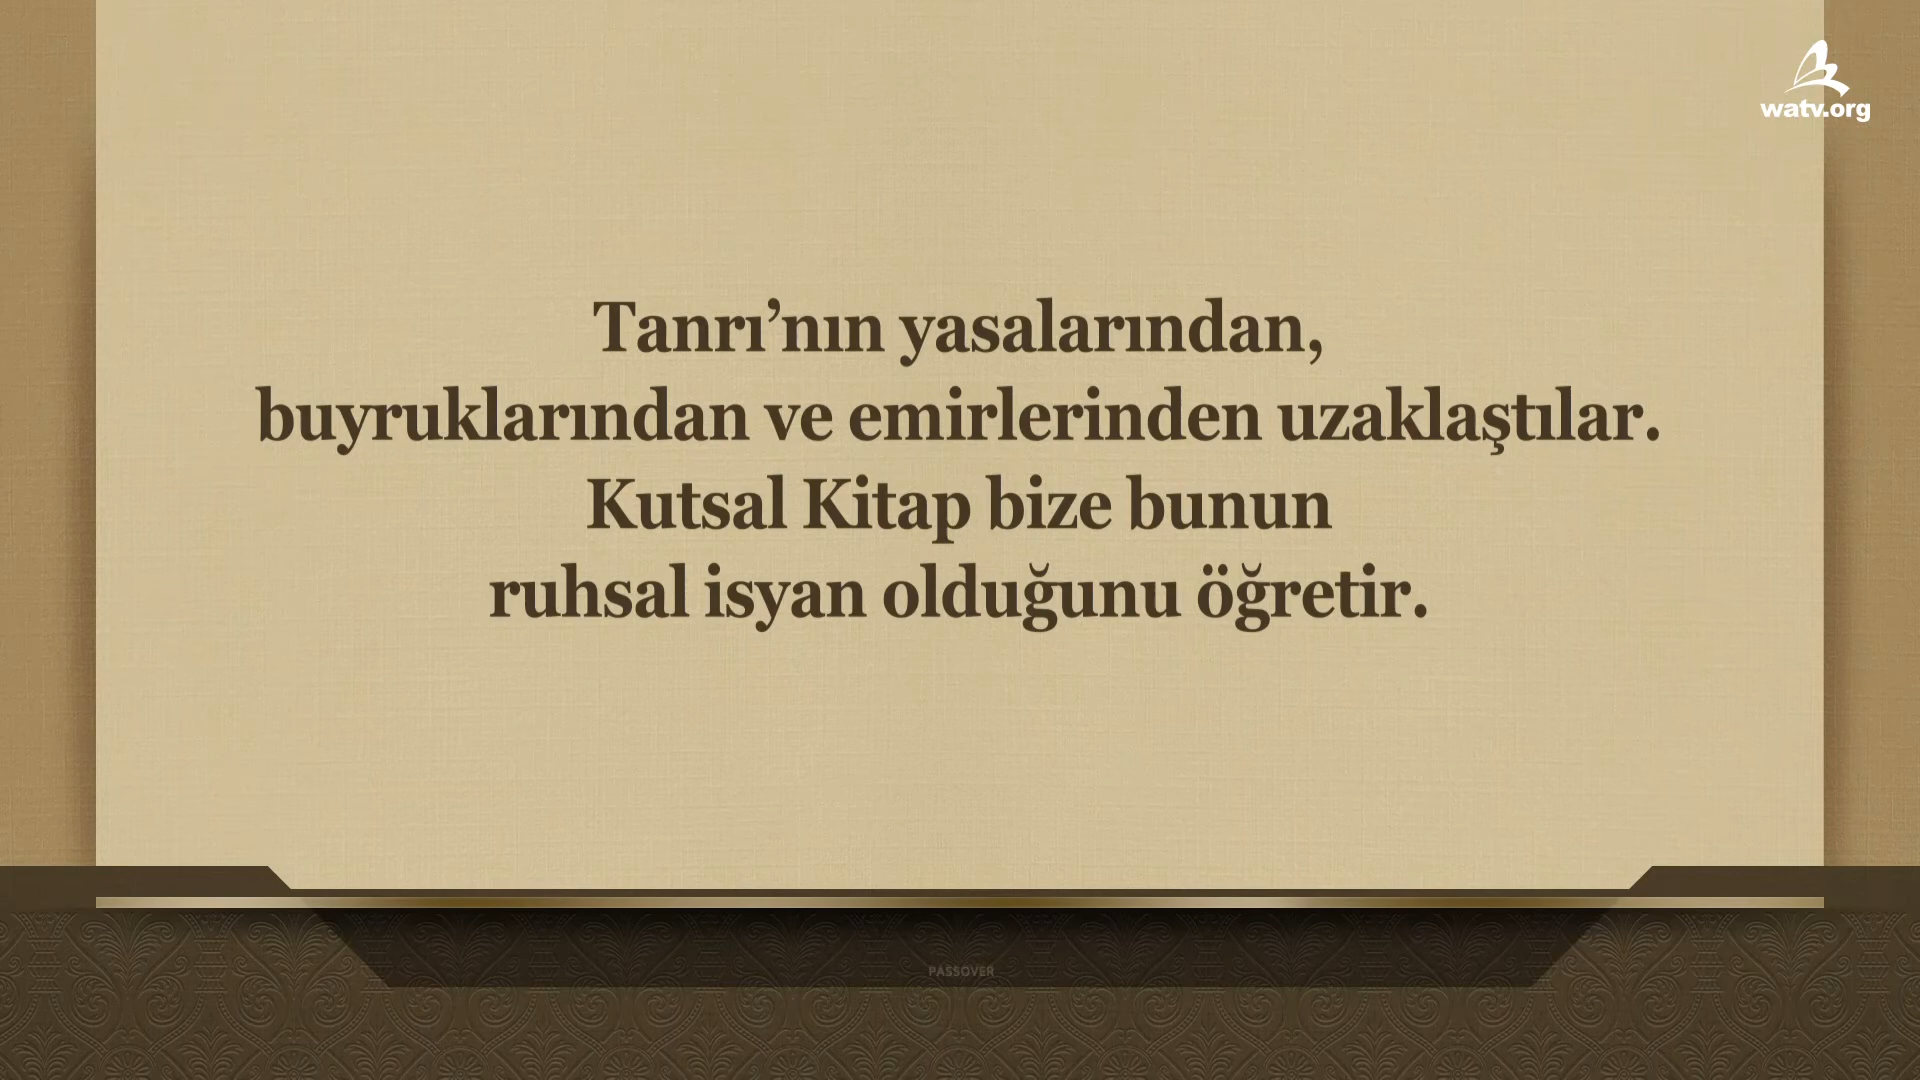 watv.org
Tanrı’nın yasalarından,
buyruklarından ve emirlerinden uzaklaştılar.
Kutsal Kitap bize bunun
ruhsal isyan olduğunu öğretir.
PASSOVER